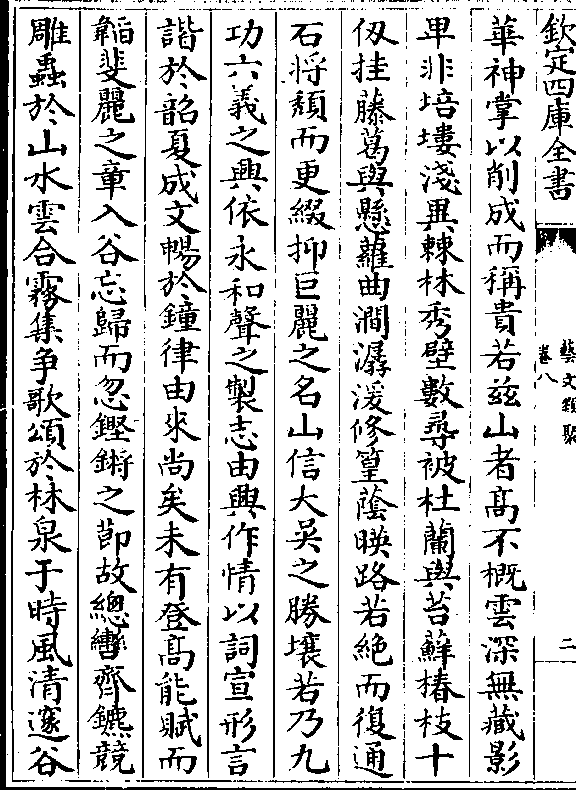 欽定四庫全書
藝文類聚
卷八
二
華神掌以削成而稱貴若兹山者髙不概雲深無藏影
卑非培塿淺異棘林秀壁數尋被杜蘭與苔蘚椿枝十
仭挂藤葛與懸蘿曲澗潺湲修篁蔭暎路若絶而復通
石將頽而更綴抑巨麗之名山信大吳之勝壤若乃九
功六義之興依永和聲之製志由興作情以詞宣形言
諧於韶夏成文暢於鐘律由來尚矣未有登髙能賦而
韜斐麗之章入谷忘歸而忽鏗鏘之節故總轡齊鑣競
雕蟲於山水雲合霧集争歌頌於林泉于時風清邃谷